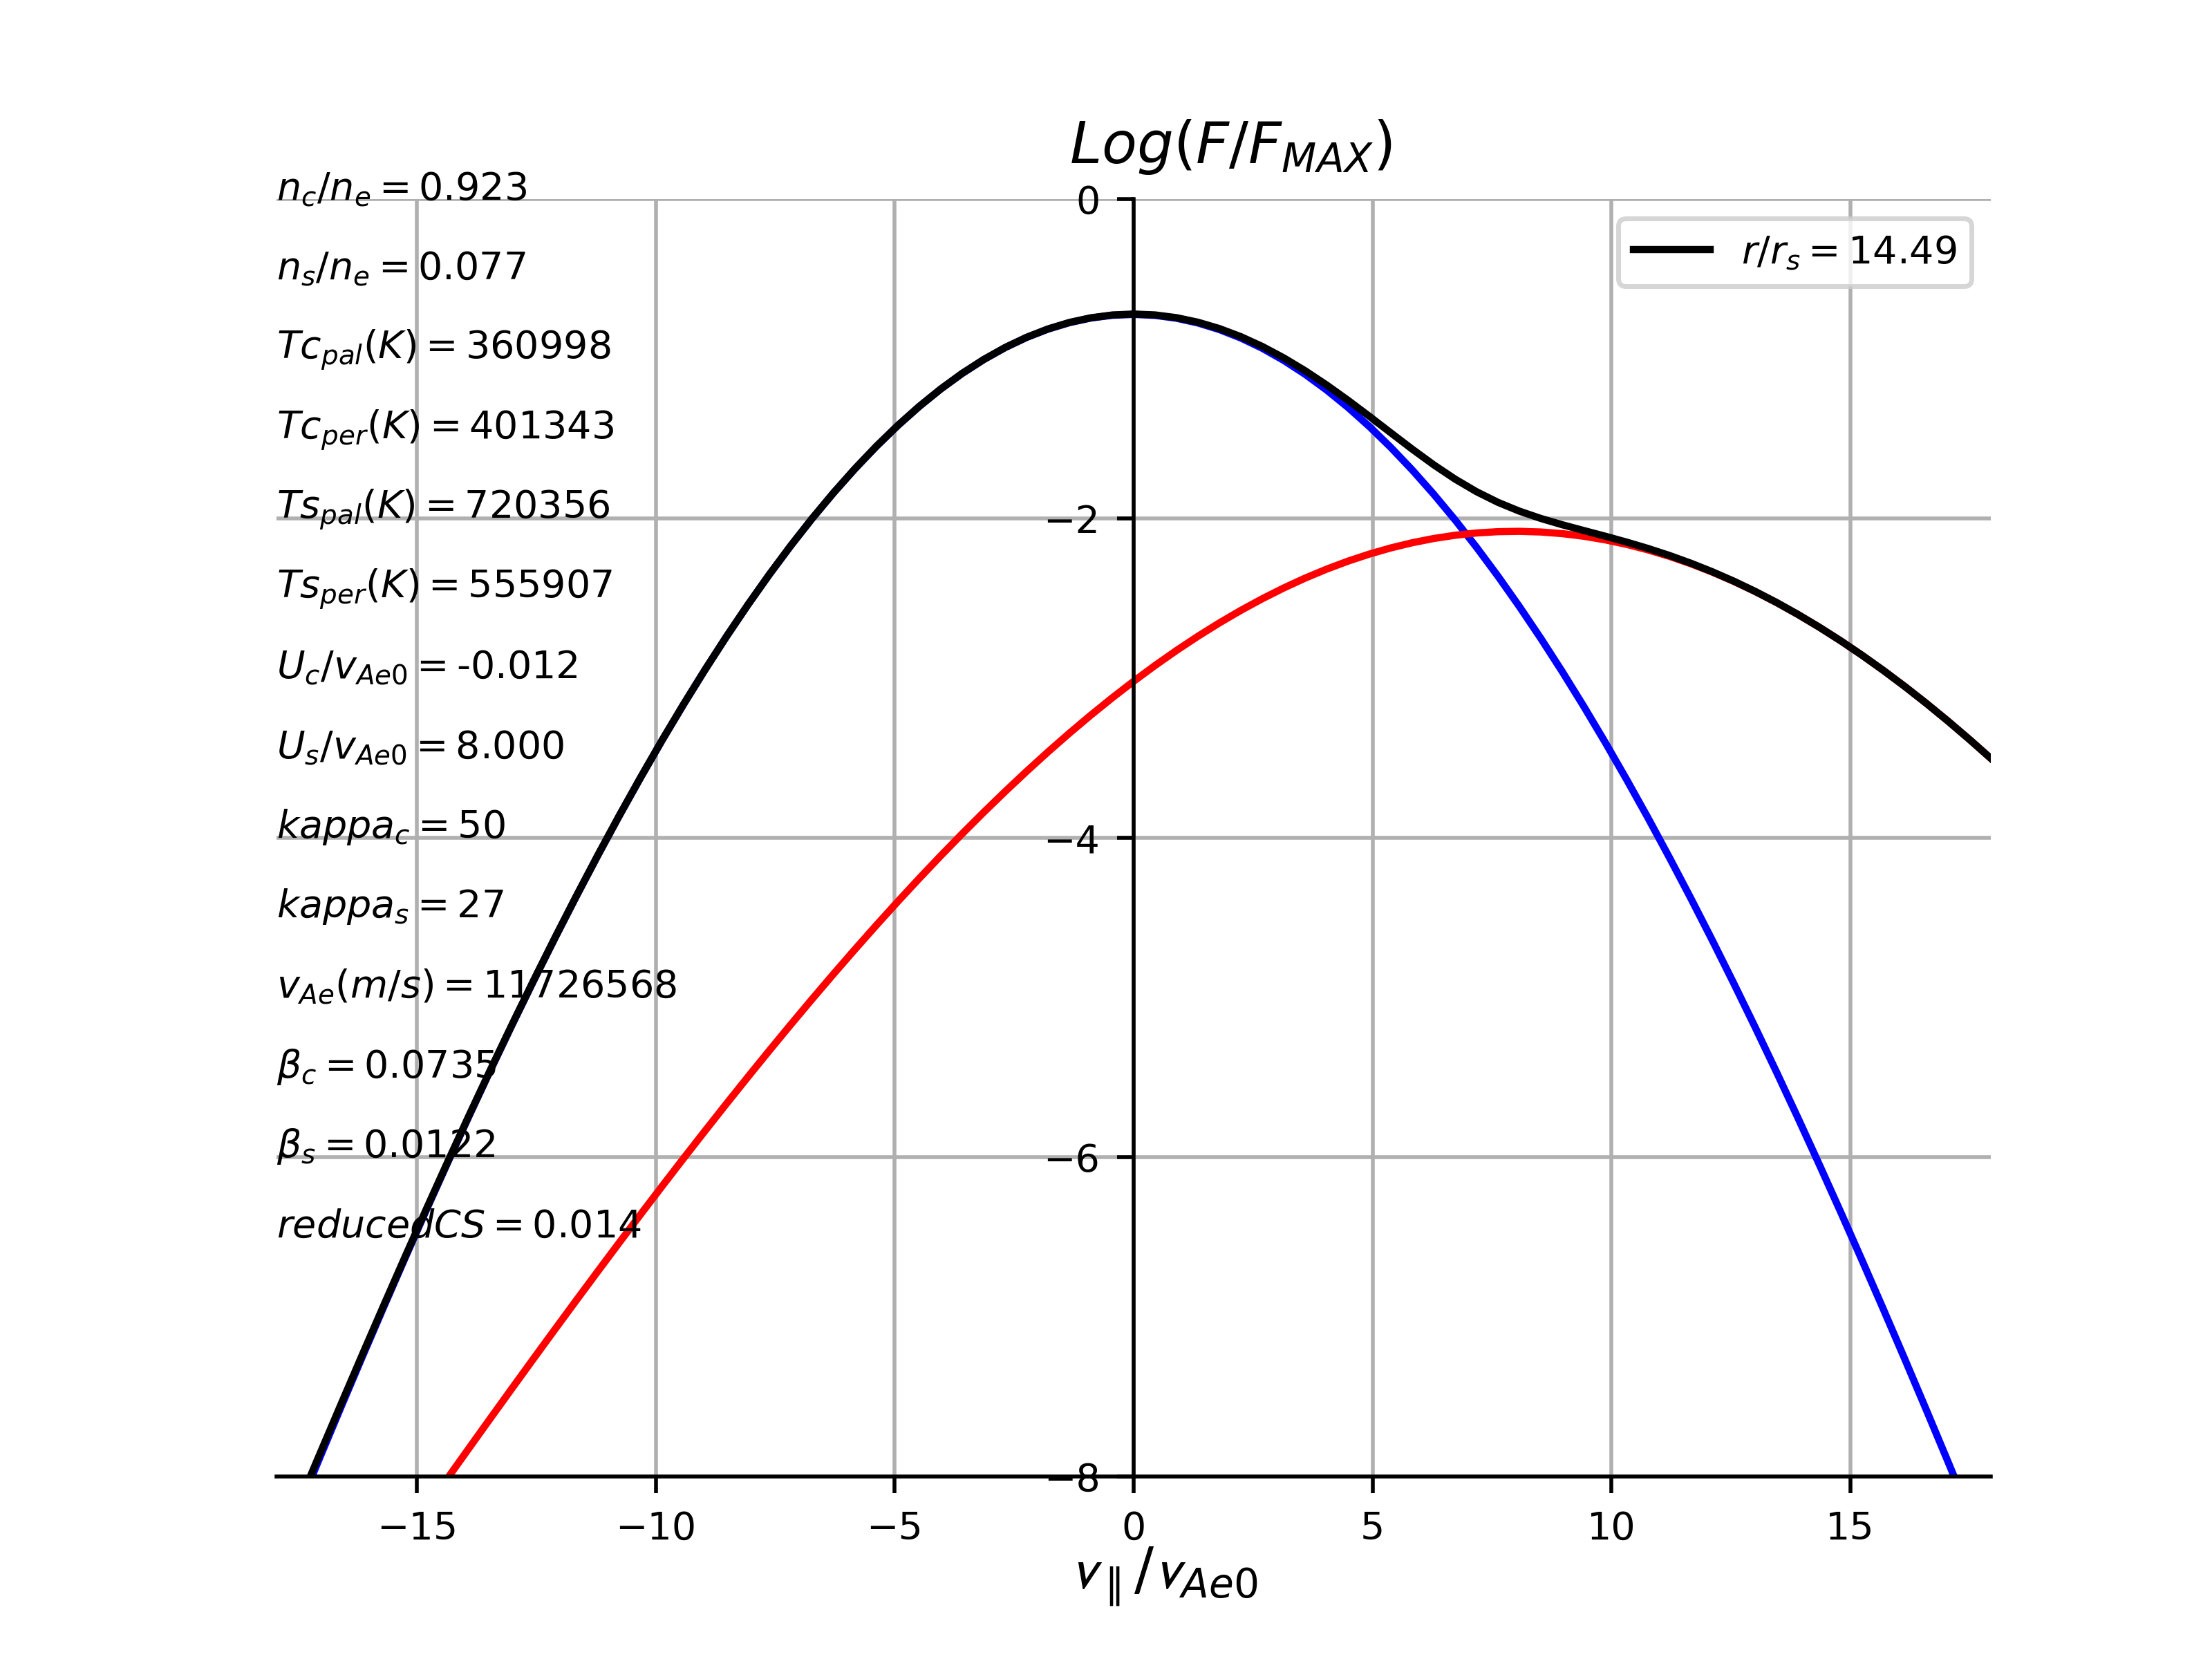 Log(F/F_MAX)
n_c/n_e = 0.923
0
r/r_s = 14.49
n_s/n_e = 0.077
Tc_pal(K) = 360998
Tc_per(K) = 401343
Ts_pal(K) = 720356
−2
Ts_per(K) = 555907
U_c/v_Ae0 = -0.012
U_s/v_Ae0 = 8.000
kappa_c = 50
−4
kappa_s = 27
v_Ae(m/s) = 11726568
β_c = 0.0735
β_s = 0.0122
−6
reducedCS = 0.014
−8
−15 −10 −5 0 5 10 15
v_∥/v_Ae0